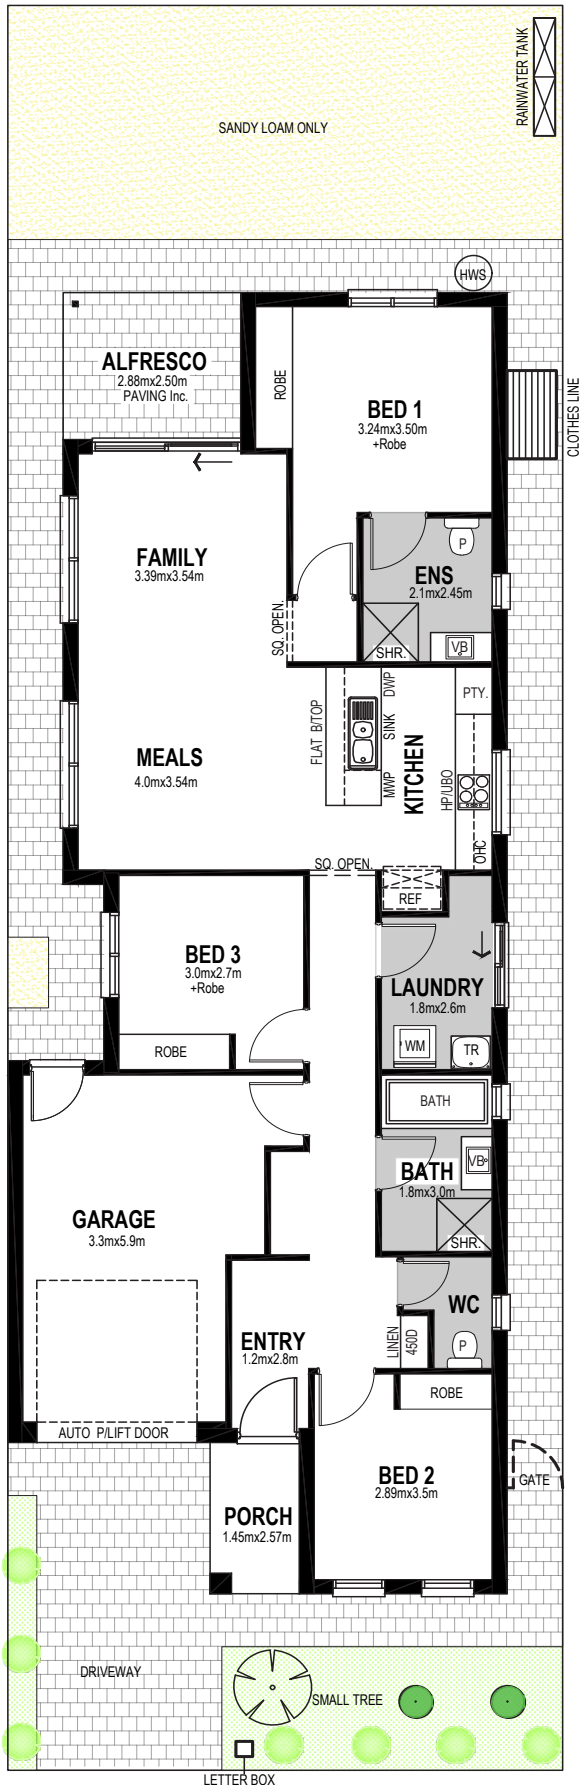 RAINWATER TANK
SANDY LOAM ONLY
HWS
ALFRESCO
2.88mx2.50m
PAVING Inc.
ROBE
BED 1
3.24mx3.50m
+Robe
CLOTHES LINE
FAMILY
3.39mx3.54m
P
ENS
2.1mx2.45m
SQ. OPEN.
SHR.
VB
FLAT B/TOP
DWP
SINK
MWP
PTY.
MEALS
4.0mx3.54m
KITCHEN
HP/UBO
OHC
SQ. OPEN.
REF
BED 3
3.0mx2.7m
+Robe
LAUNDRY
1.8mx2.6m
ROBE
WM
TR
BATH
BATH
1.8mx3.0m
VB
SHR.
GARAGE
3.3mx5.9m
WC
P
LINEN
450D
ENTRY
1.2mx2.8m
ROBE
AUTO P/LIFT DOOR
BED 2
2.89mx3.5m
GATE
PORCH
1.45mx2.57m
DRIVEWAY
SMALL TREE
LETTER BOX